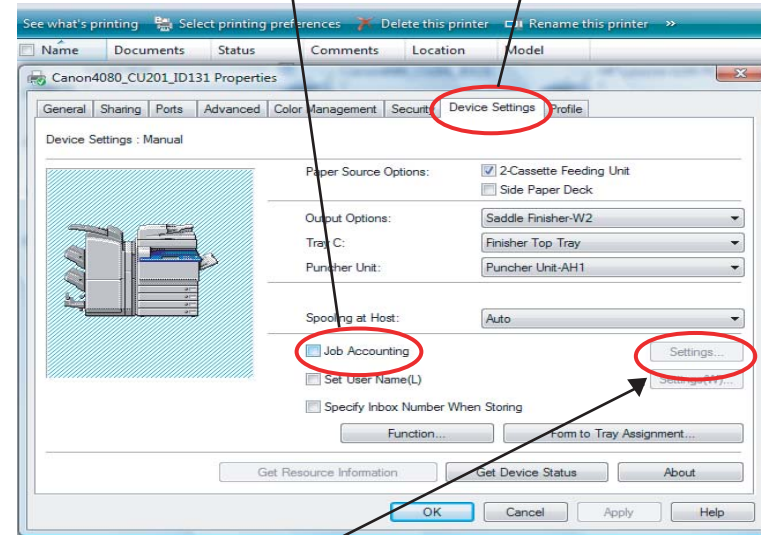 See what's printing Select printing preferences Delete this printer Rename this printer »
Name Documents Status Comments Location Model
Canon4080_CU201_ID131 Properties
General Sharing Ports Advanced Color Management Security Device Settings Profile
Device Settings : Manual
Paper Source Options: 2-Cassette Feeding Unit
Side Paper Deck
Output Options: Saddle Finisher-W2
Tray C: Finisher Top Tray
Puncher Unit: Puncher Unit-AH1
Spooling at Host: Auto
Job Accounting Settings...
Set User Name(L) Settings(W)...
Specify Inbox Number When Storing
Function... Form to Tray Assignment...
Get Resource Information Get Device Status About
OK Cancel Apply Help